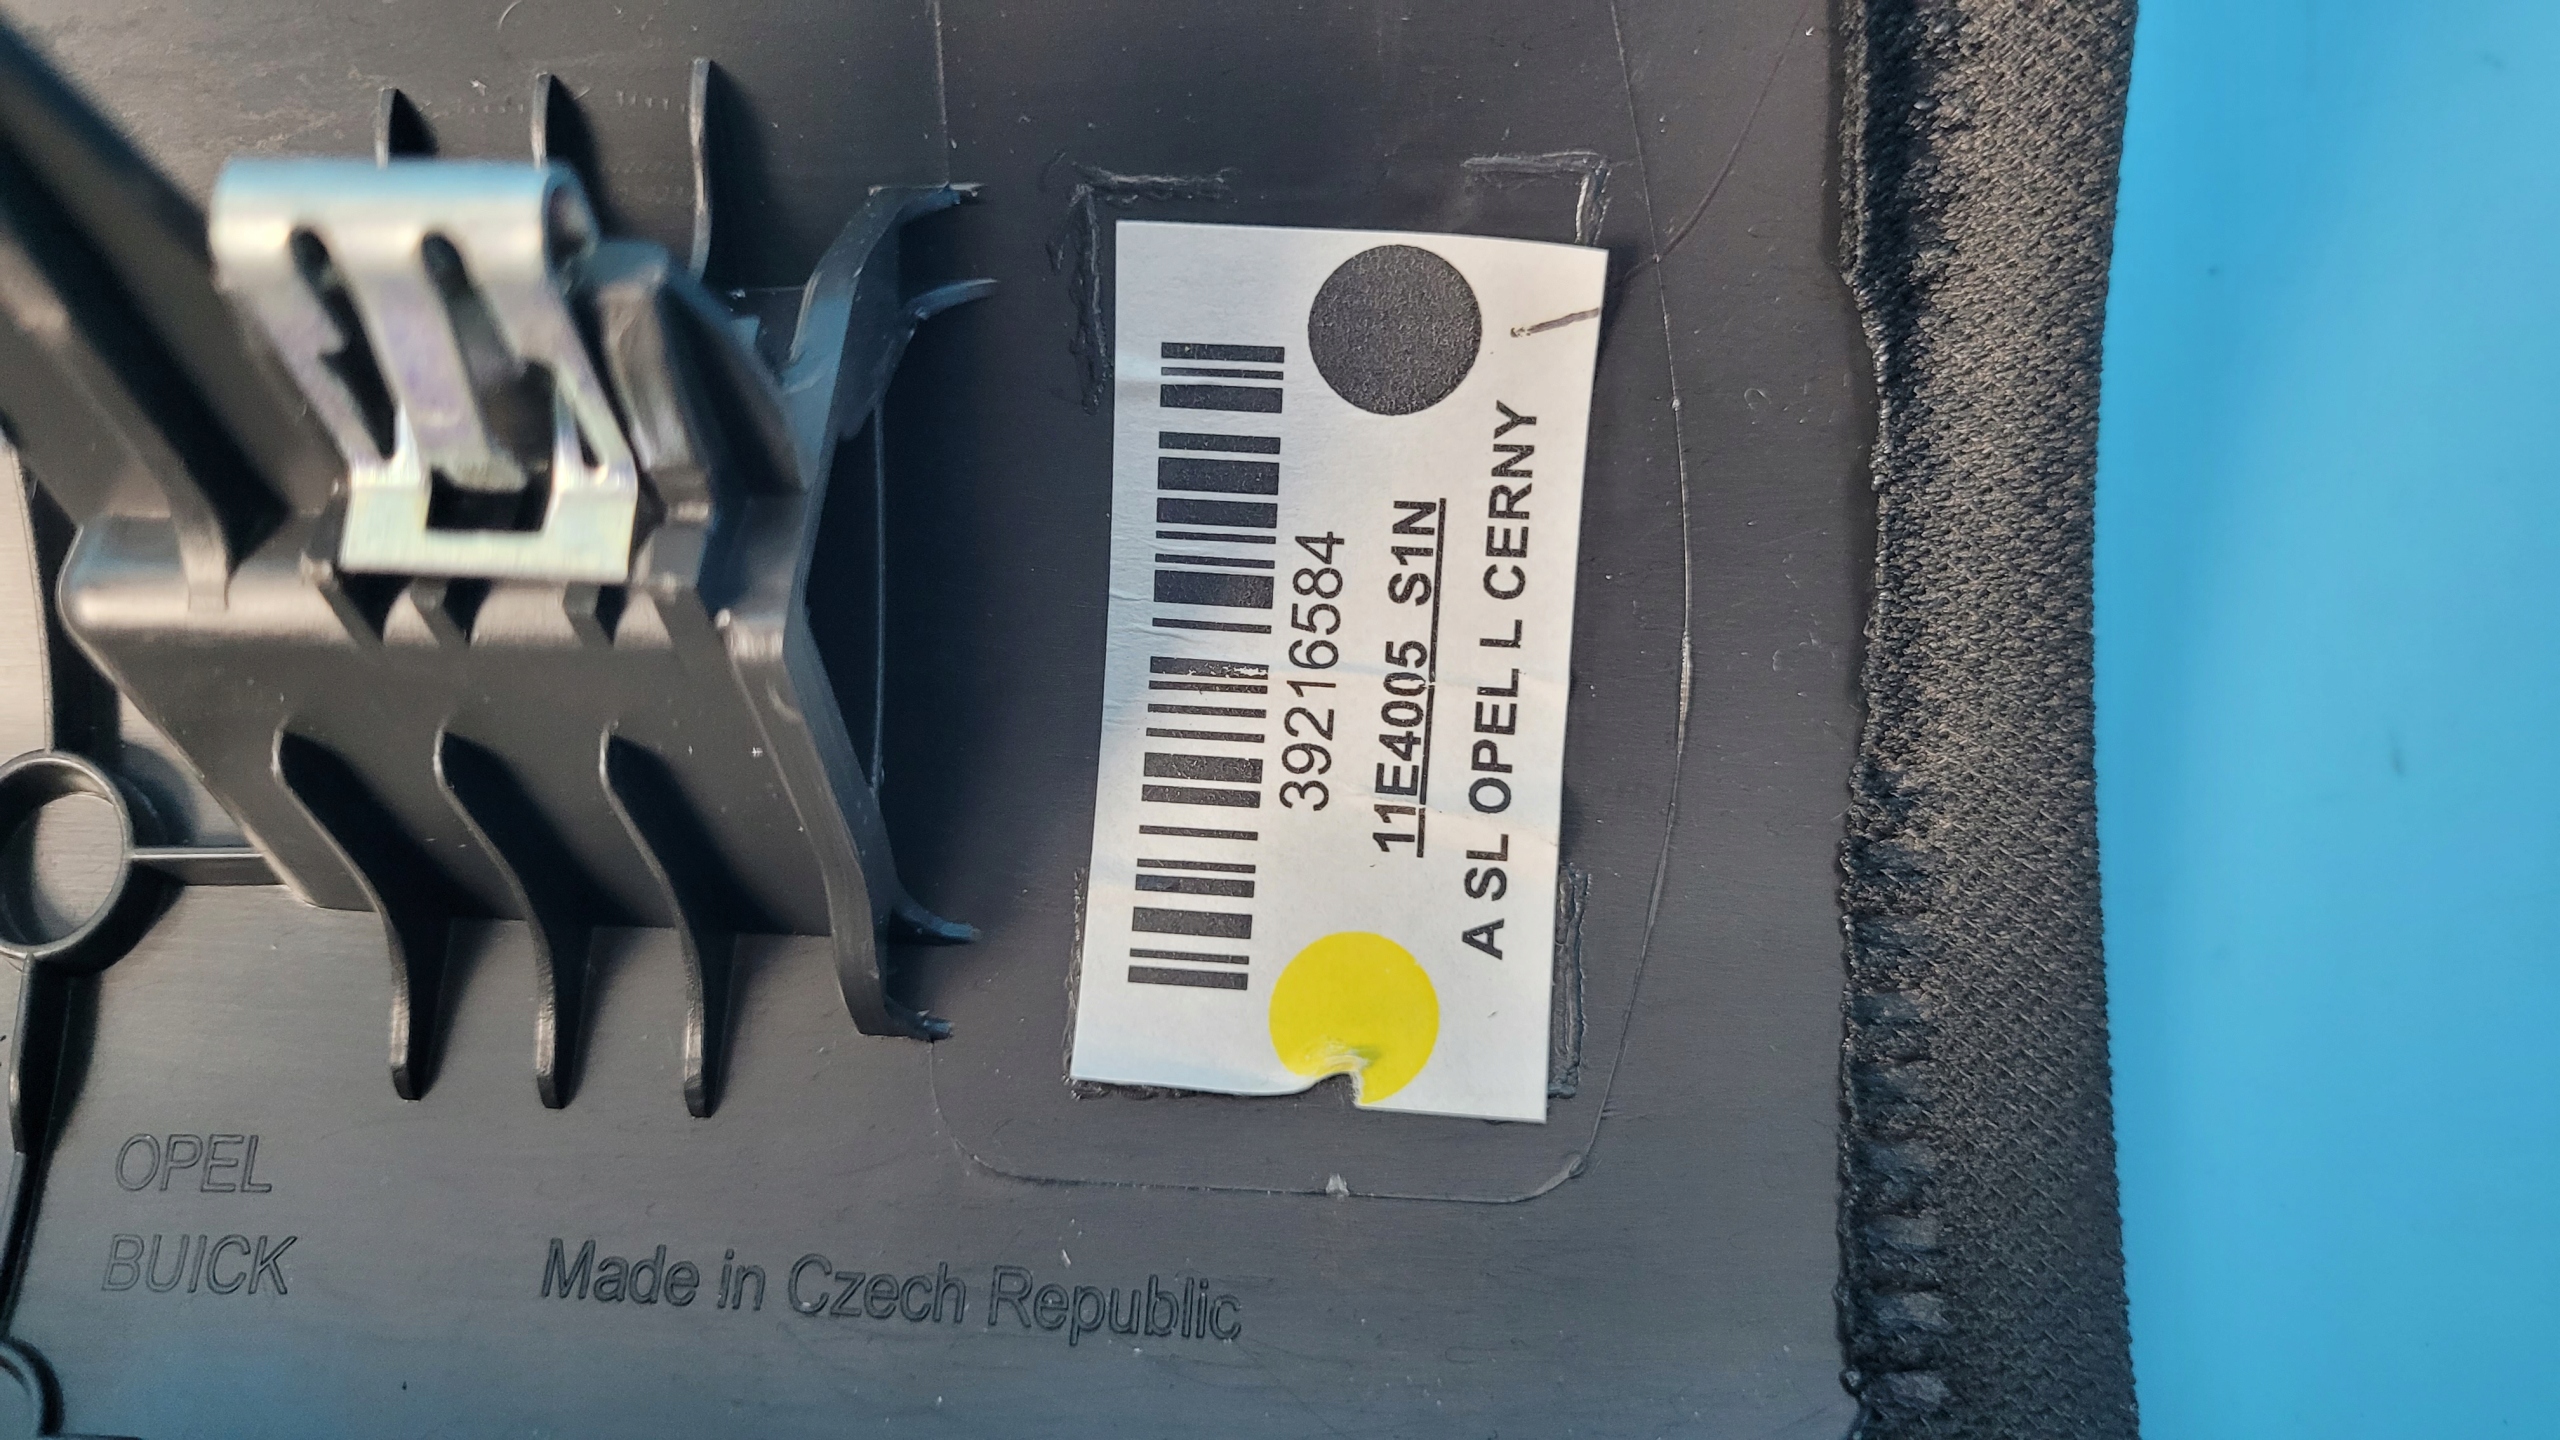 39216584
11E4005 S1N
A SL OPEL L CERNY
OPEL
BUICK
Made in Czech Republic